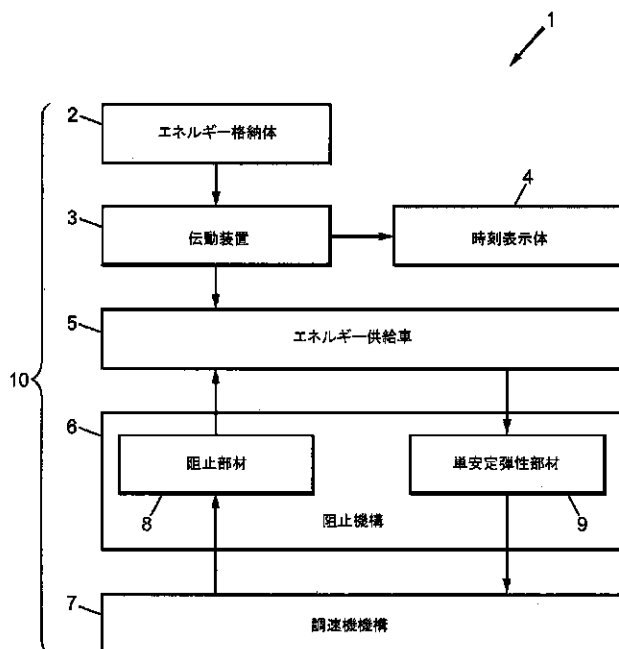 1
2
エネルギー格納体
3
伝動装置
4
時刻表示体
5
エネルギー供給車
10
6
阻止部材
単安定弾性部材
8
阻止機構
9
7
調速機機構